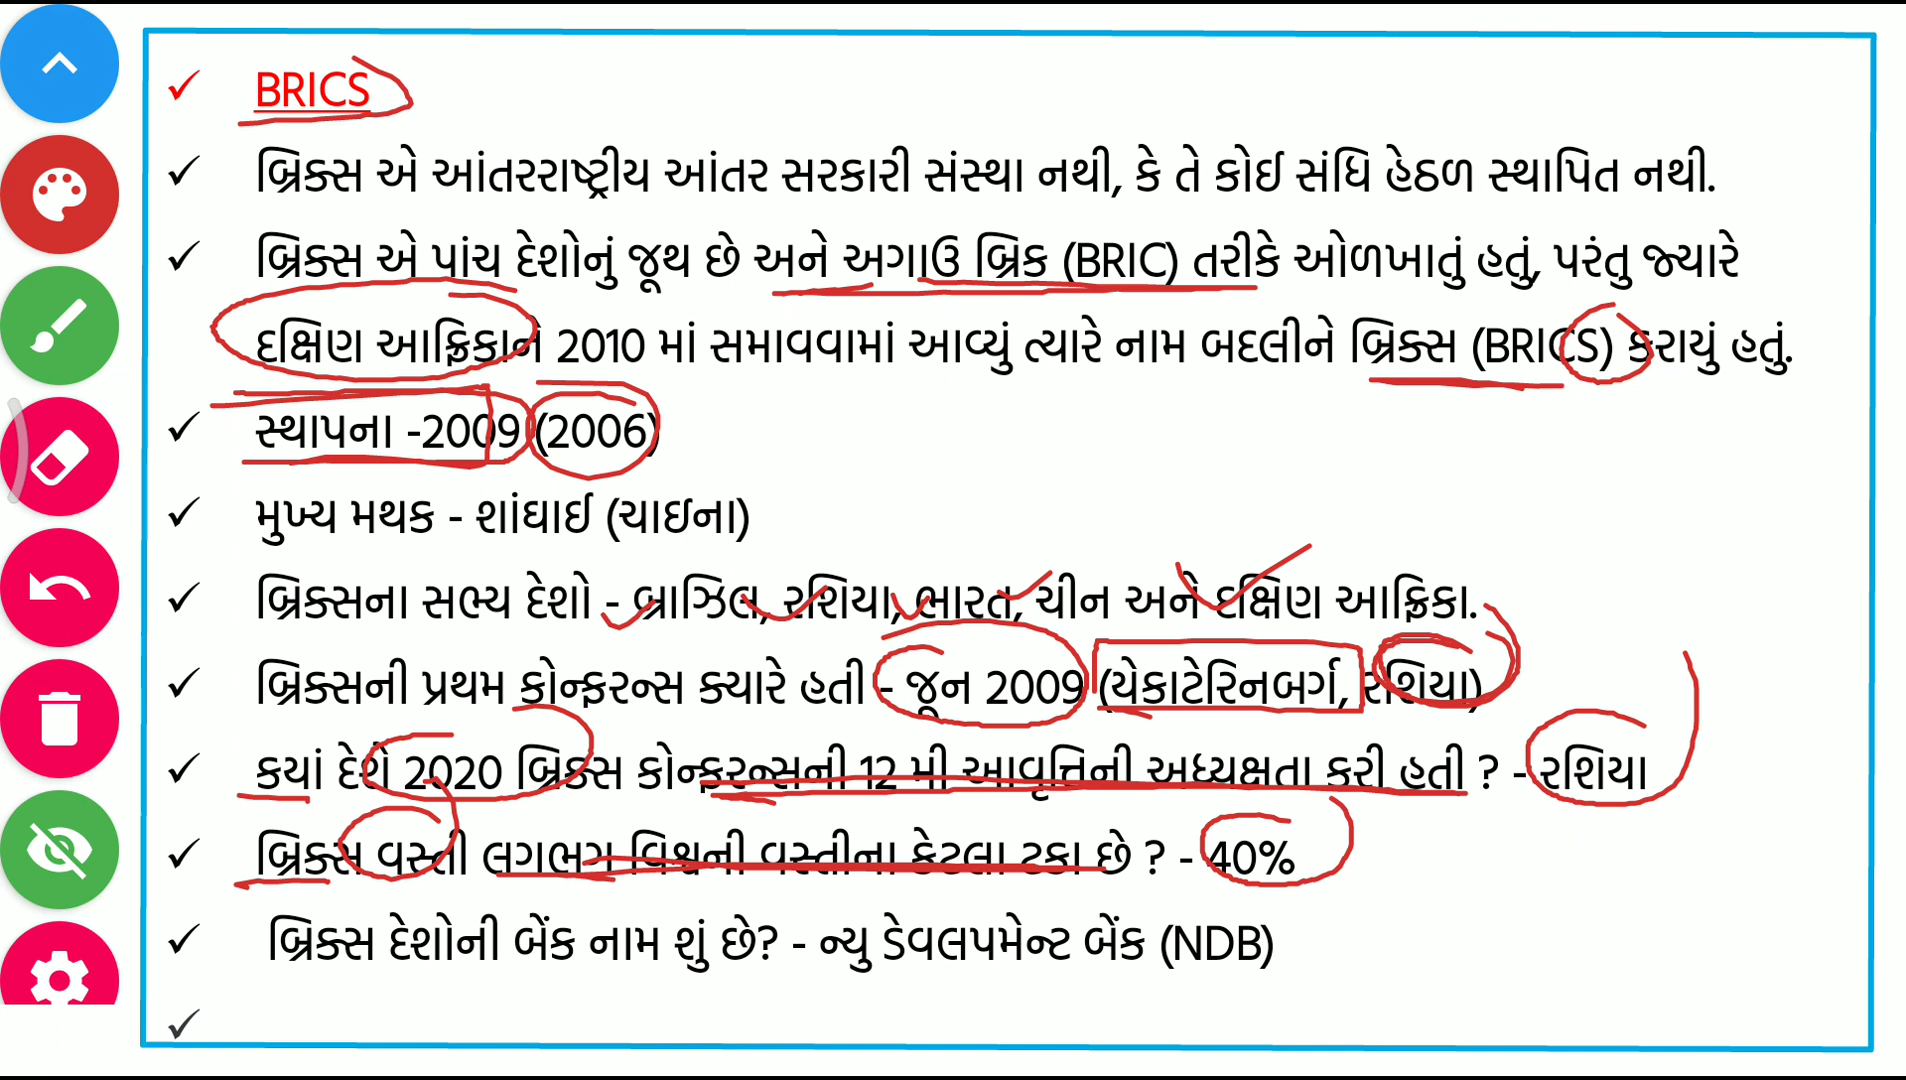 BRICS
બ્રિક્સ એ આંતરરાષ્ટ્રીય આંતર સરકારી સંસ્થા નથી, કે તે કોઈ સંધિ હેઠળ સ્થાપિત નથી.
બ્રિક્સ એ પાંચ દેશોનું જૂથ છે અને અગાઉ બ્રિક (BRIC) તરીકે ઓળખાતું હતું, પરંતુ જ્યારે
દક્ષિણ આફ્રિકાને 2010 માં સમાવવામાં આવ્યું ત્યારે નામ બદલીને બ્રિક્સ (BRICS) કરાયું હતું.
સ્થાપના -2009 (2006)
મુખ્ય મથક - શાંઘાઈ (ચાઇના)
બ્રિક્સના સભ્ય દેશો - બ્રાઝિલ, રશિયા, ભારત, ચીન અને દક્ષિણ આફ્રિકા.
બ્રિક્સની પ્રથમ કોન્ફરન્સ ક્યારે હતી - જૂન 2009 (યેકાટેરિનબર્ગ, રશિયા)
કયાં દેશે 2020 બ્રિક્સ કોન્ફરન્સની 12 મી આવૃત્તિની અધ્યક્ષતા કરી હતી ? - રશિયા
બ્રિક્સ વસ્તી લગભગ વિશ્વની વસ્તીના કેટલા ટકા છે ? - 40%
બ્રિક્સ દેશોની બેંક નામ શું છે? - ન્યુ ડેવલપમેન્ટ બેંક (NDB)